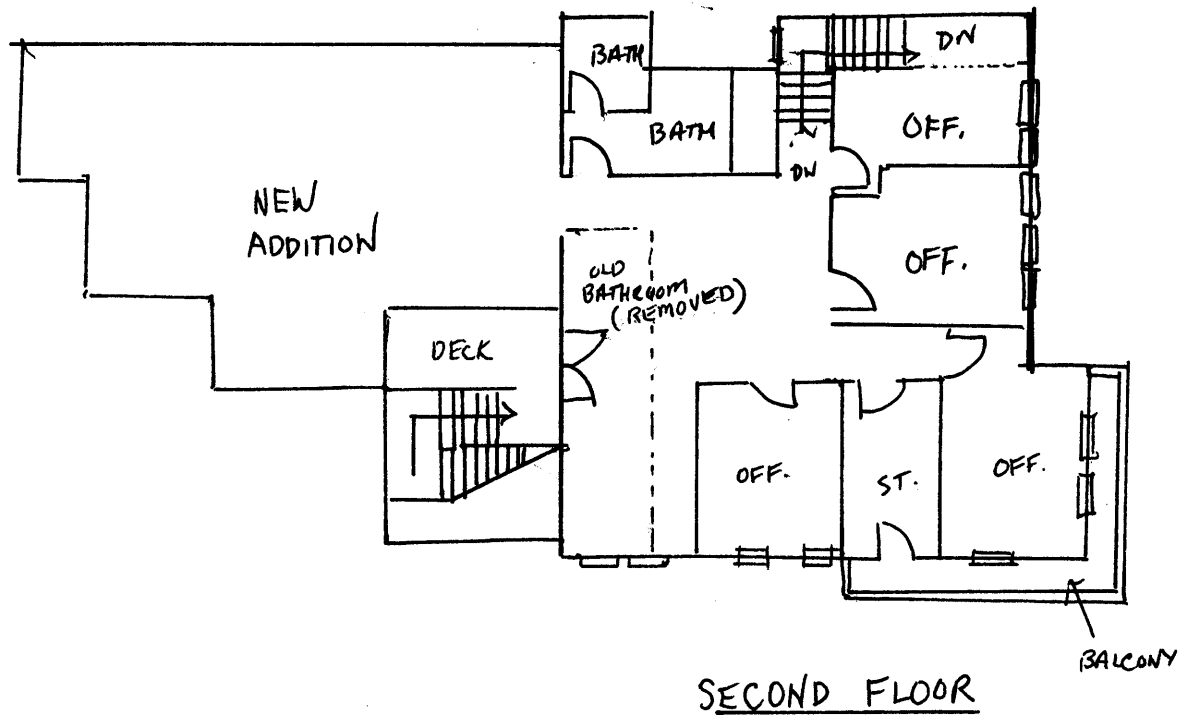 BATH
DN
BATH
OFF.
DN
NEW
ADDITION
OLD
BATHROOM
(REMOVED)
OFF.
DECK
OFF.
ST.
OFF.
BALCONY
SECOND FLOOR